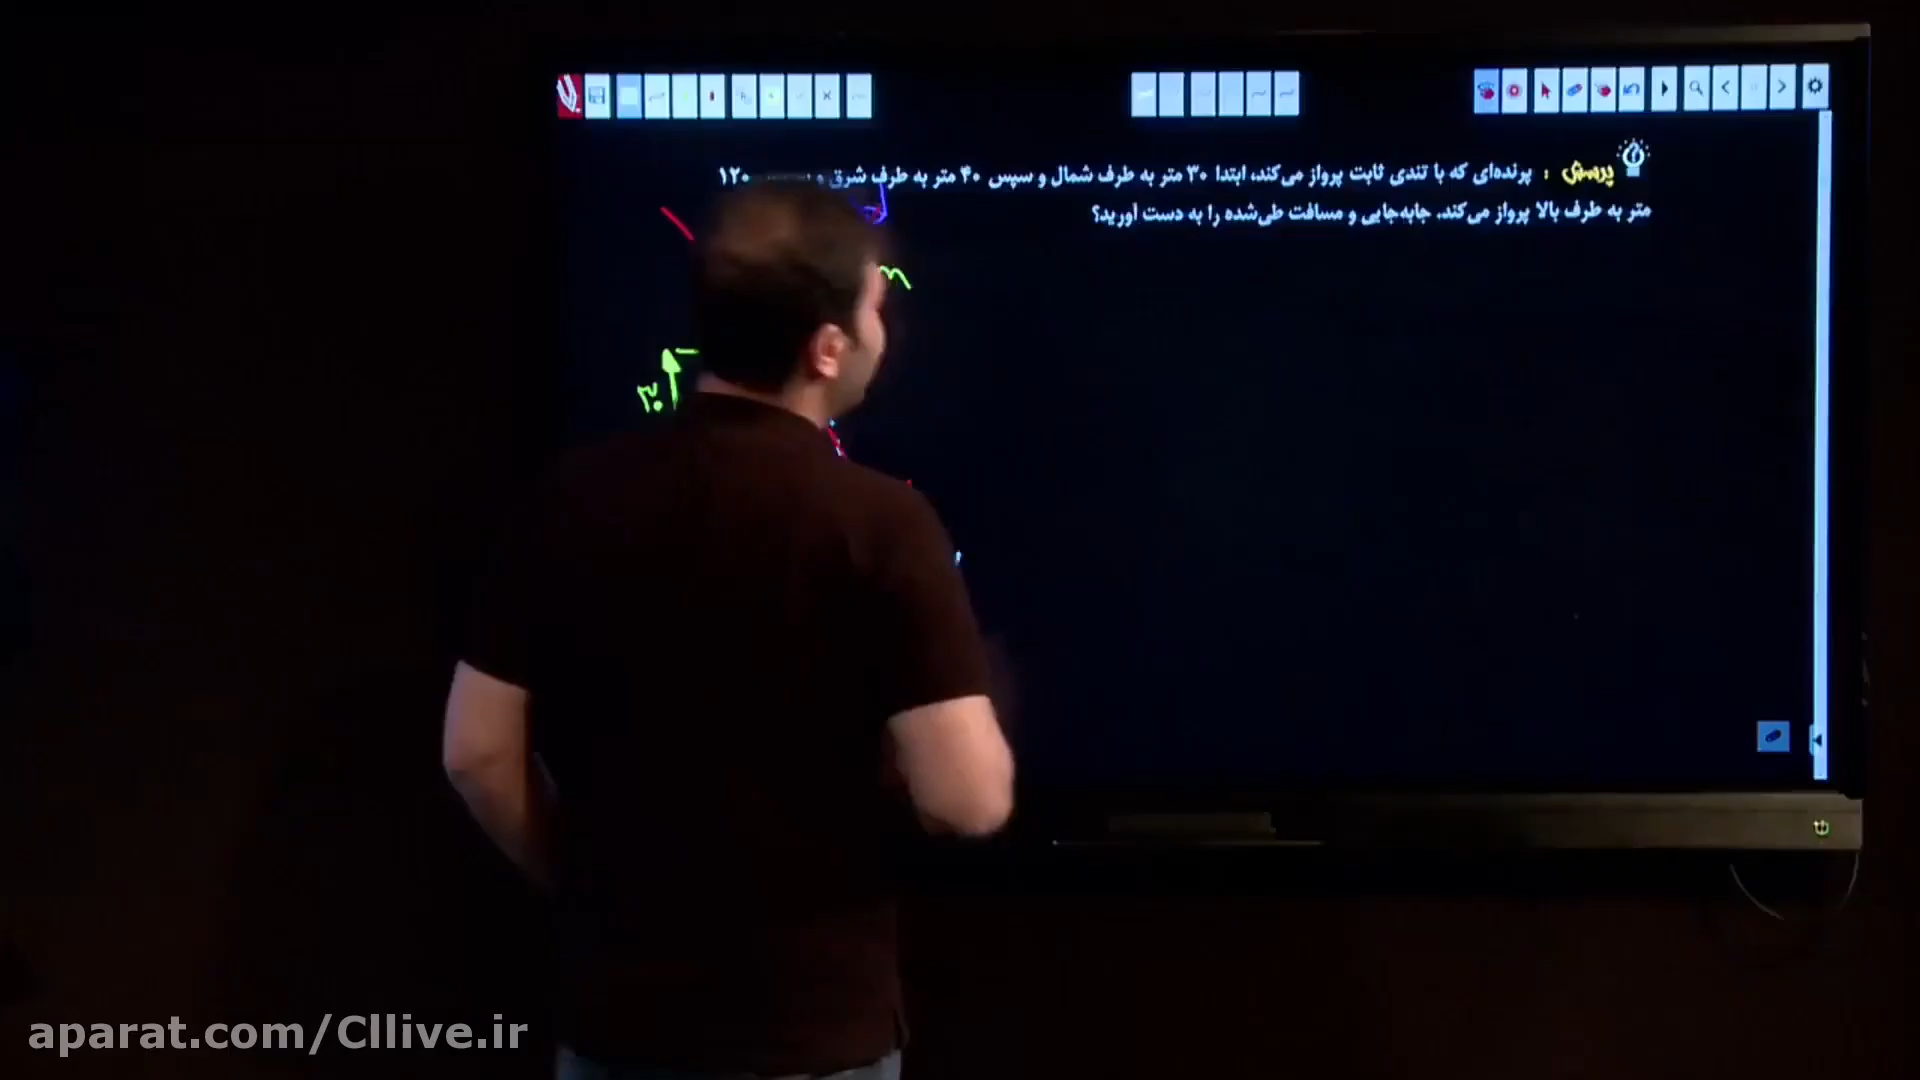 پرسش : پرنده‌ای که با تندی ثابت پرواز می‌کند، ابتدا ۳۰ متر به طرف شمال و سپس ۴۰ متر به طرف شرق و ۱۲۰
متر به طرف بالا پرواز می‌کند. جابه‌جایی و مسافت طی‌شده را به دست آورید؟
m
۳۰
aparat.com/Cllive.ir